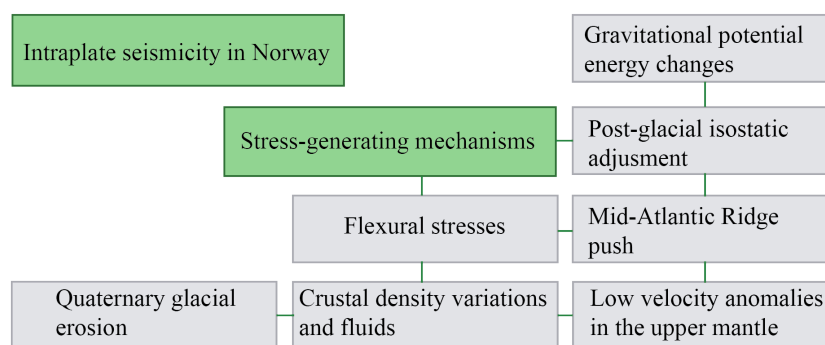 Intraplate seismicity in Norway
Gravitational potential
energy changes
Stress-generating mechanisms
Post-glacial isostatic
adjusment
Flexural stresses
Mid-Atlantic Ridge
push
Quaternary glacial
erosion
Crustal density variations
and fluids
Low velocity anomalies
in the upper mantle